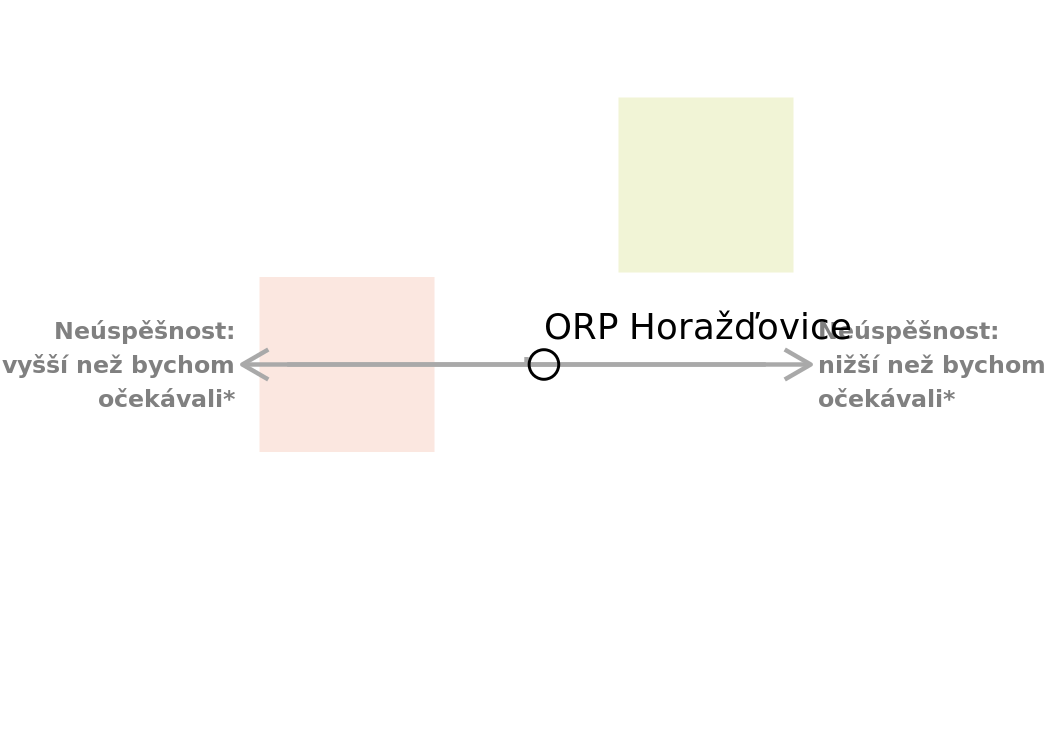 ORP Horažďovice
Neúspěšnost:
vyšší než bychom
očekávali*
Neúspěšnost:
nižší než bychom
očekávali*